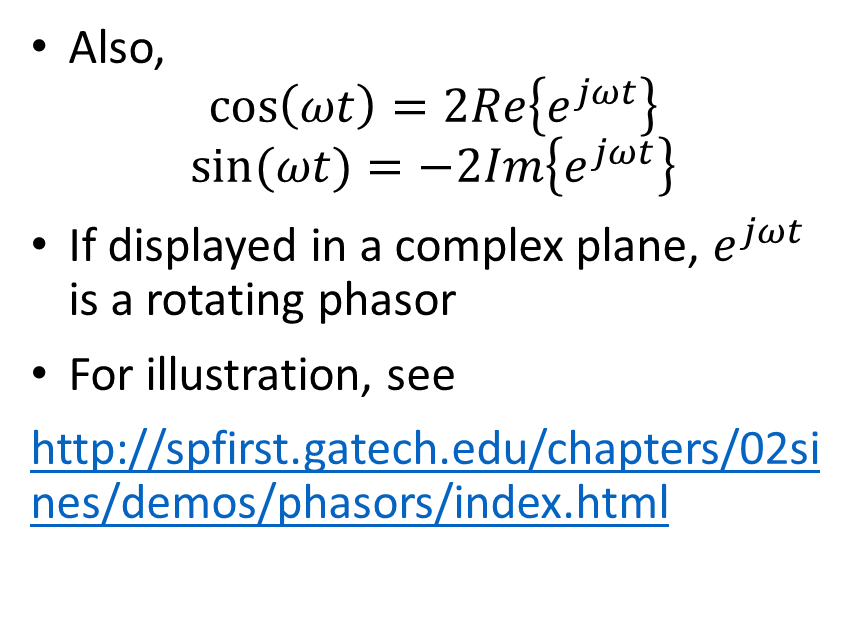 • Also,
cos(𝜔𝑡) = 2𝑅𝑒{𝑒^{𝑗𝜔𝑡}}
sin(𝜔𝑡) = −2𝐼𝑚{𝑒^{𝑗𝜔𝑡}}
• If displayed in a complex plane, 𝑒^{𝑗𝜔𝑡}
is a rotating phasor
• For illustration, see
http://spfirst.gatech.edu/chapters/02si
nes/demos/phasors/index.html